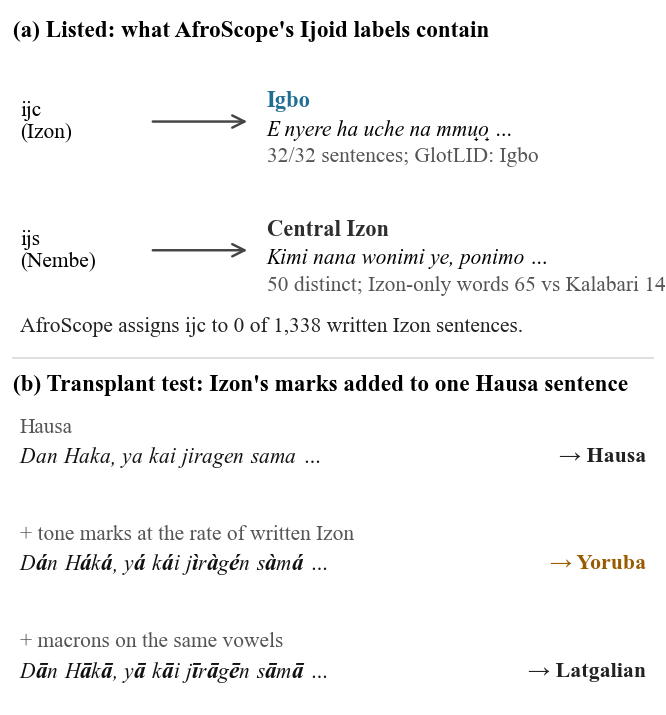 (a) Listed: what AfroScope's Ijoid labels contain
ijc
(Izon)
Igbo
E nyere ha uche na mmụọ ...
32/32 sentences; GlotLID: Igbo
ijs
(Nembe)
Central Izon
Kimi nana wonimi ye, ponimo ...
50 distinct; Izon-only words 65 vs Kalabari 14
AfroScope assigns ijc to 0 of 1,338 written Izon sentences.
(b) Transplant test: Izon's marks added to one Hausa sentence
Hausa
Dan Haka, ya kai jiragen sama ... → Hausa
+ tone marks at the rate of written Izon
Dán Háká, yá kái jìràgén sàmá ... → Yoruba
+ macrons on the same vowels
Dān Hākā, yā kāi jīrāgēn sāmā ... → Latgalian